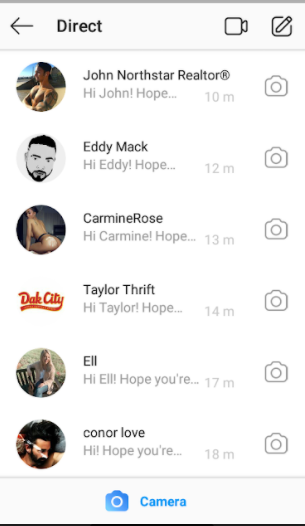 Direct
John Northstar Realtor®
Hi John! Hope...
10 m
Eddy Mack
Hi Eddy! Hope...
12 m
CarmineRose
Hi Carmine! Hope...
13 m
Dak City
Taylor Thrift
Hi Taylor! Hope...
14 m
Ell
Hi Ell! Hope you're...
17 m
conor love
Hi! Hope you're...
18 m
Camera